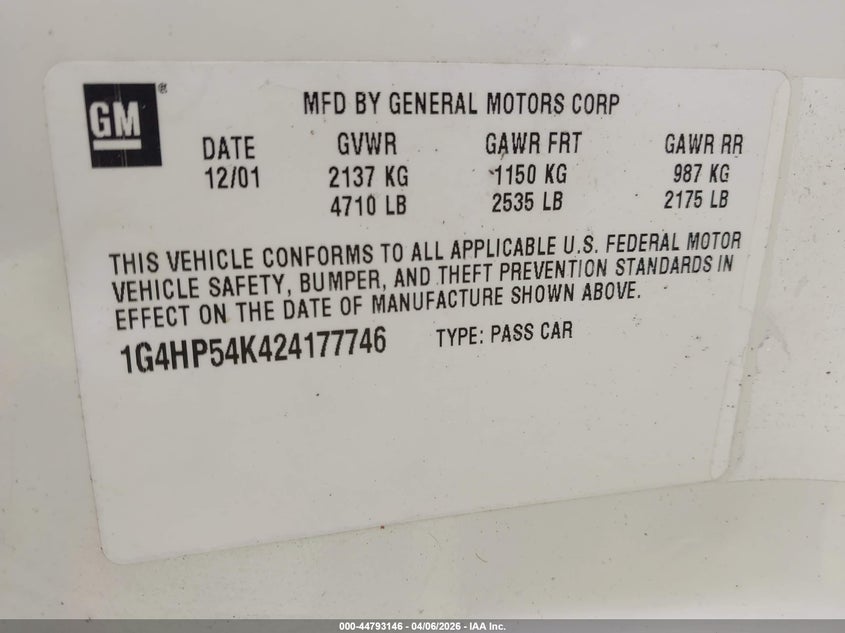 GM®
MFD BY GENERAL MOTORS CORP
DATE GVWR GAWR FRT GAWR RR
12/01 2137 KG 1150 KG 987 KG
4710 LB 2535 LB 2175 LB
THIS VEHICLE CONFORMS TO ALL APPLICABLE U.S. FEDERAL MOTOR
VEHICLE SAFETY, BUMPER, AND THEFT PREVENTION STANDARDS IN
EFFECT ON THE DATE OF MANUFACTURE SHOWN ABOVE.
1G4HP54K424177746 TYPE: PASS CAR
000-44793146 - 04/06/2026 - IAA Inc.